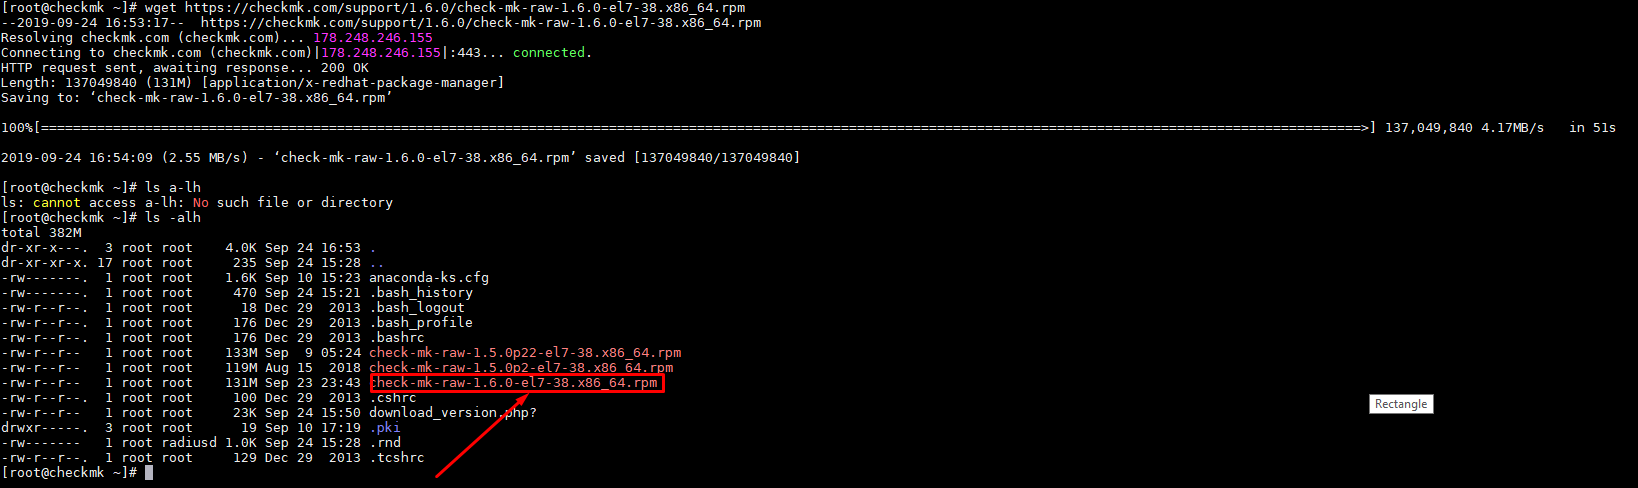 [root@checkmk ~]# wget https://checkmk.com/support/1.6.0/check-mk-raw-1.6.0-el7-38.x86_64.rpm
--2019-09-24 16:53:17--  https://checkmk.com/support/1.6.0/check-mk-raw-1.6.0-el7-38.x86_64.rpm
Resolving checkmk.com (checkmk.com)... 178.248.246.155
Connecting to checkmk.com (checkmk.com)|178.248.246.155|:443... connected.
HTTP request sent, awaiting response... 200 OK
Length: 137049840 (131M) [application/x-redhat-package-manager]
Saving to: ‘check-mk-raw-1.6.0-el7-38.x86_64.rpm’
100%[=====================================================================================================================================================================>] 137,049,840 4.17MB/s   in 51s
2019-09-24 16:54:09 (2.55 MB/s) - ‘check-mk-raw-1.6.0-el7-38.x86_64.rpm’ saved [137049840/137049840]
[root@checkmk ~]# ls a-lh
ls: cannot access a-lh: No such file or directory
[root@checkmk ~]# ls -alh
total 382M
dr-xr-x---.  3 root root    4.0K Sep 24 16:53 .
dr-xr-xr-x. 17 root root     235 Sep 24 15:28 ..
-rw-------.  1 root root    1.6K Sep 10 15:23 anaconda-ks.cfg
-rw-------.  1 root root     470 Sep 24 15:21 .bash_history
-rw-r--r--.  1 root root      18 Dec 29  2013 .bash_logout
-rw-r--r--.  1 root root     176 Dec 29  2013 .bash_profile
-rw-r--r--.  1 root root     176 Dec 29  2013 .bashrc
-rw-r--r--   1 root root    133M Sep  9 05:24 check-mk-raw-1.5.0p22-el7-38.x86_64.rpm
-rw-r--r--   1 root root    119M Aug 15  2018 check-mk-raw-1.5.0p2-el7-38.x86_64.rpm
-rw-r--r--   1 root root    131M Sep 23 23:43 check-mk-raw-1.6.0-el7-38.x86_64.rpm
-rw-r--r--.  1 root root     100 Dec 29  2013 .cshrc
-rw-r--r--   1 root root     23K Sep 24 15:50 download_version.php?
drwxr-----.  3 root root      19 Sep 10 17:19 .pki
-rw-------   1 root radiusd 1.0K Sep 24 15:28 .rnd
-rw-r--r--.  1 root root     129 Dec 29  2013 .tcshrc
[root@checkmk ~]#
Rectangle